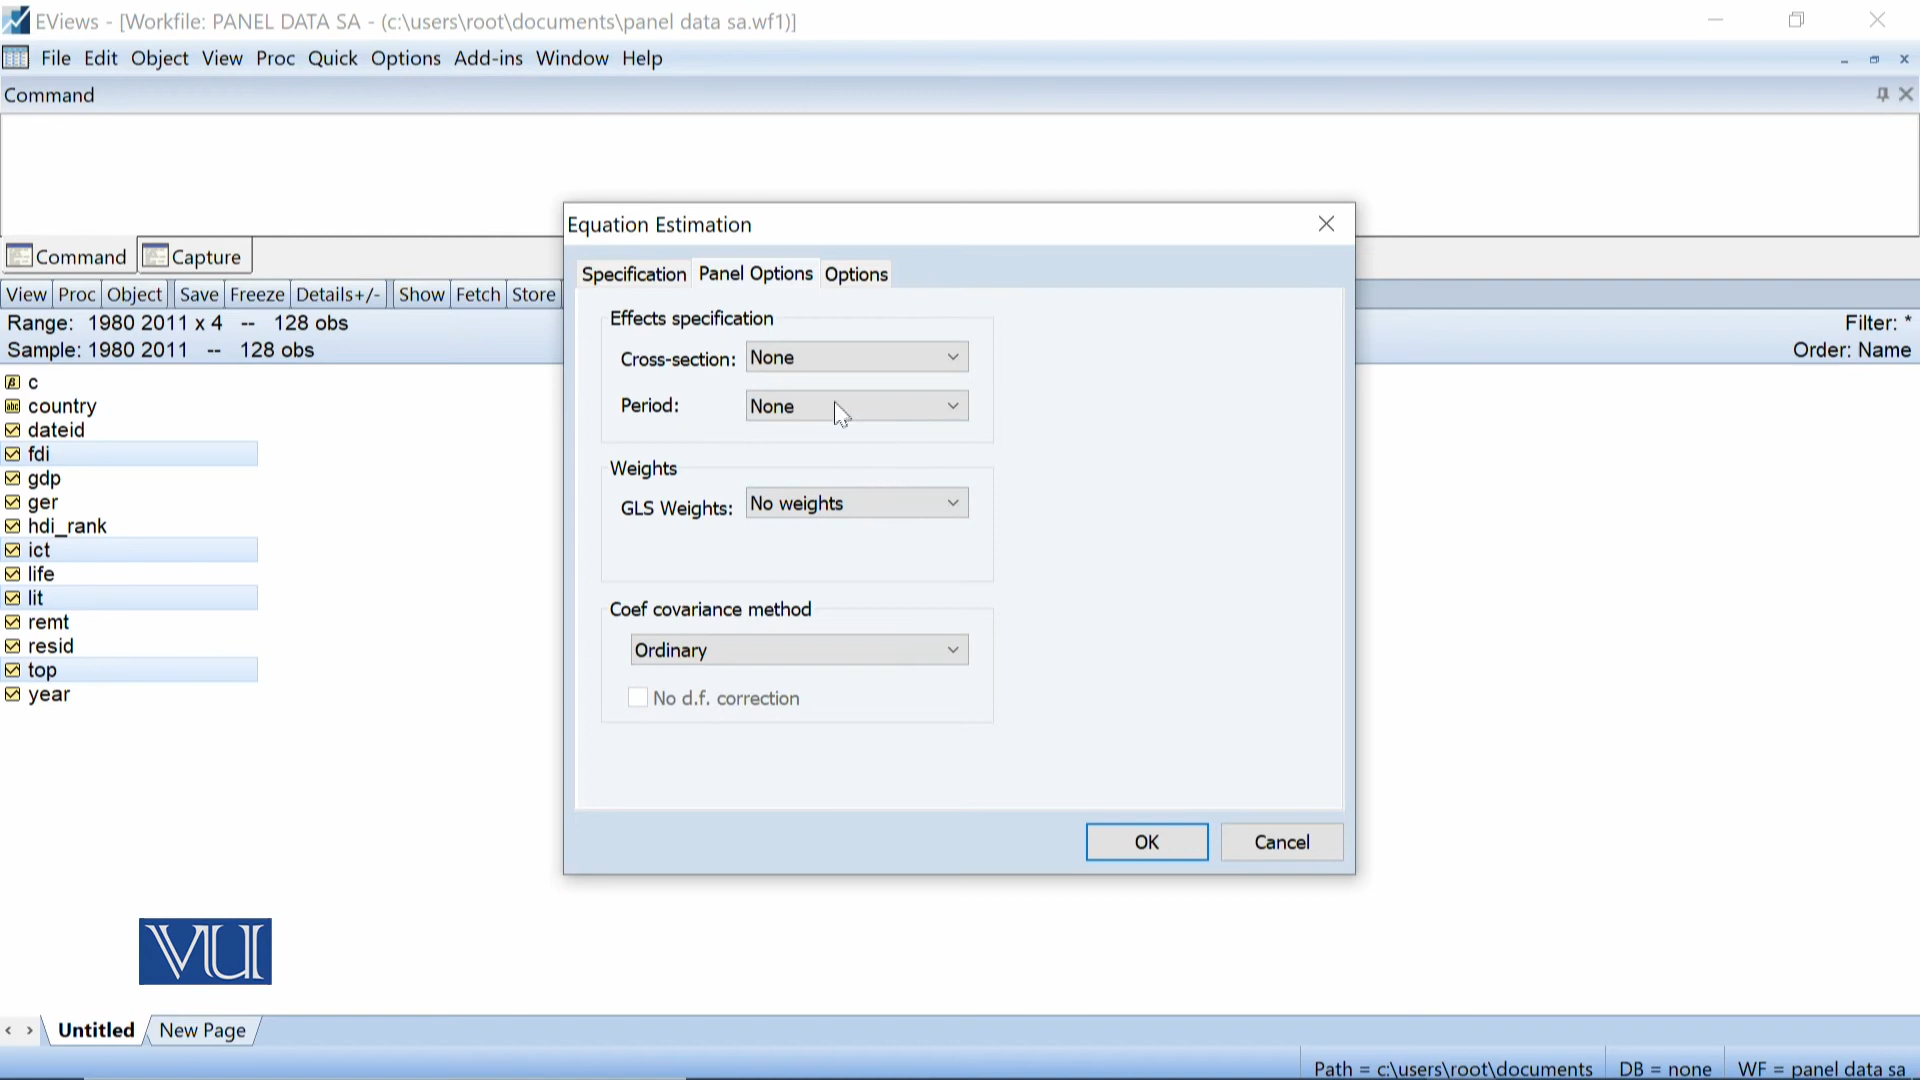 EViews - [Workfile: PANEL DATA SA - (c:\users\root\documents\panel data sa.wf1)]
File Edit Object View Proc Quick Options Add-ins Window Help
Command
Command Capture
View Proc Object Save Freeze Details+/- Show Fetch Store
Range: 1980 2011 x 4 -- 128 obs
Filter: *
Sample: 1980 2011 -- 128 obs
Order: Name
c
country
dateid
fdi
gdp
ger
hdi_rank
ict
life
lit
remt
resid
top
year
Equation Estimation
Specification Panel Options Options
Effects specification
Cross-section: None
Period: None
Weights
GLS Weights: No weights
Coef covariance method
Ordinary
No d.f. correction
OK Cancel
VU
Untitled New Page
Path = c:\users\root\documents DB = none WF = panel data sa